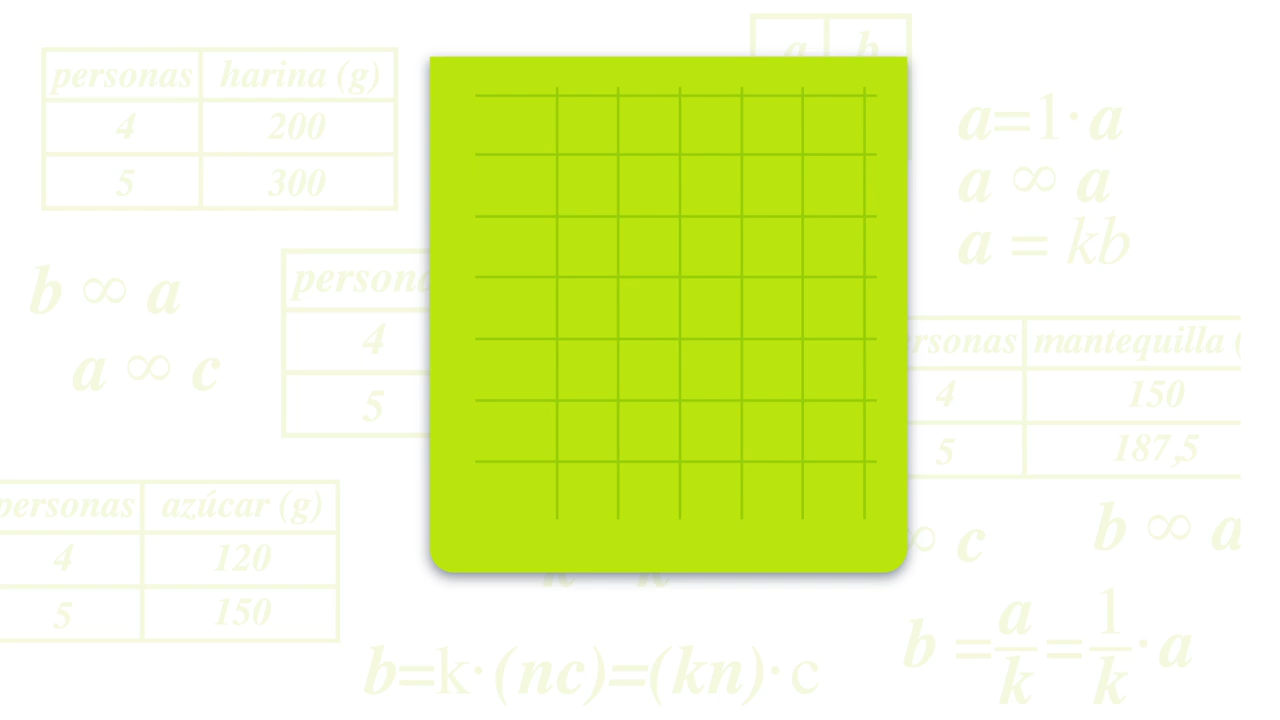 a b
personas harina (g)
4 200
5 300
a=1·a
a ∞ a
a = kb
b ∞ a
a ∞ c
4
5
mantequilla
4 150
5 187,5
personas azúcar (g)
4 120
5 150
∞ c
b ∞ a
b =a/k=1/k·a
b=k·(nc)=(kn)·c